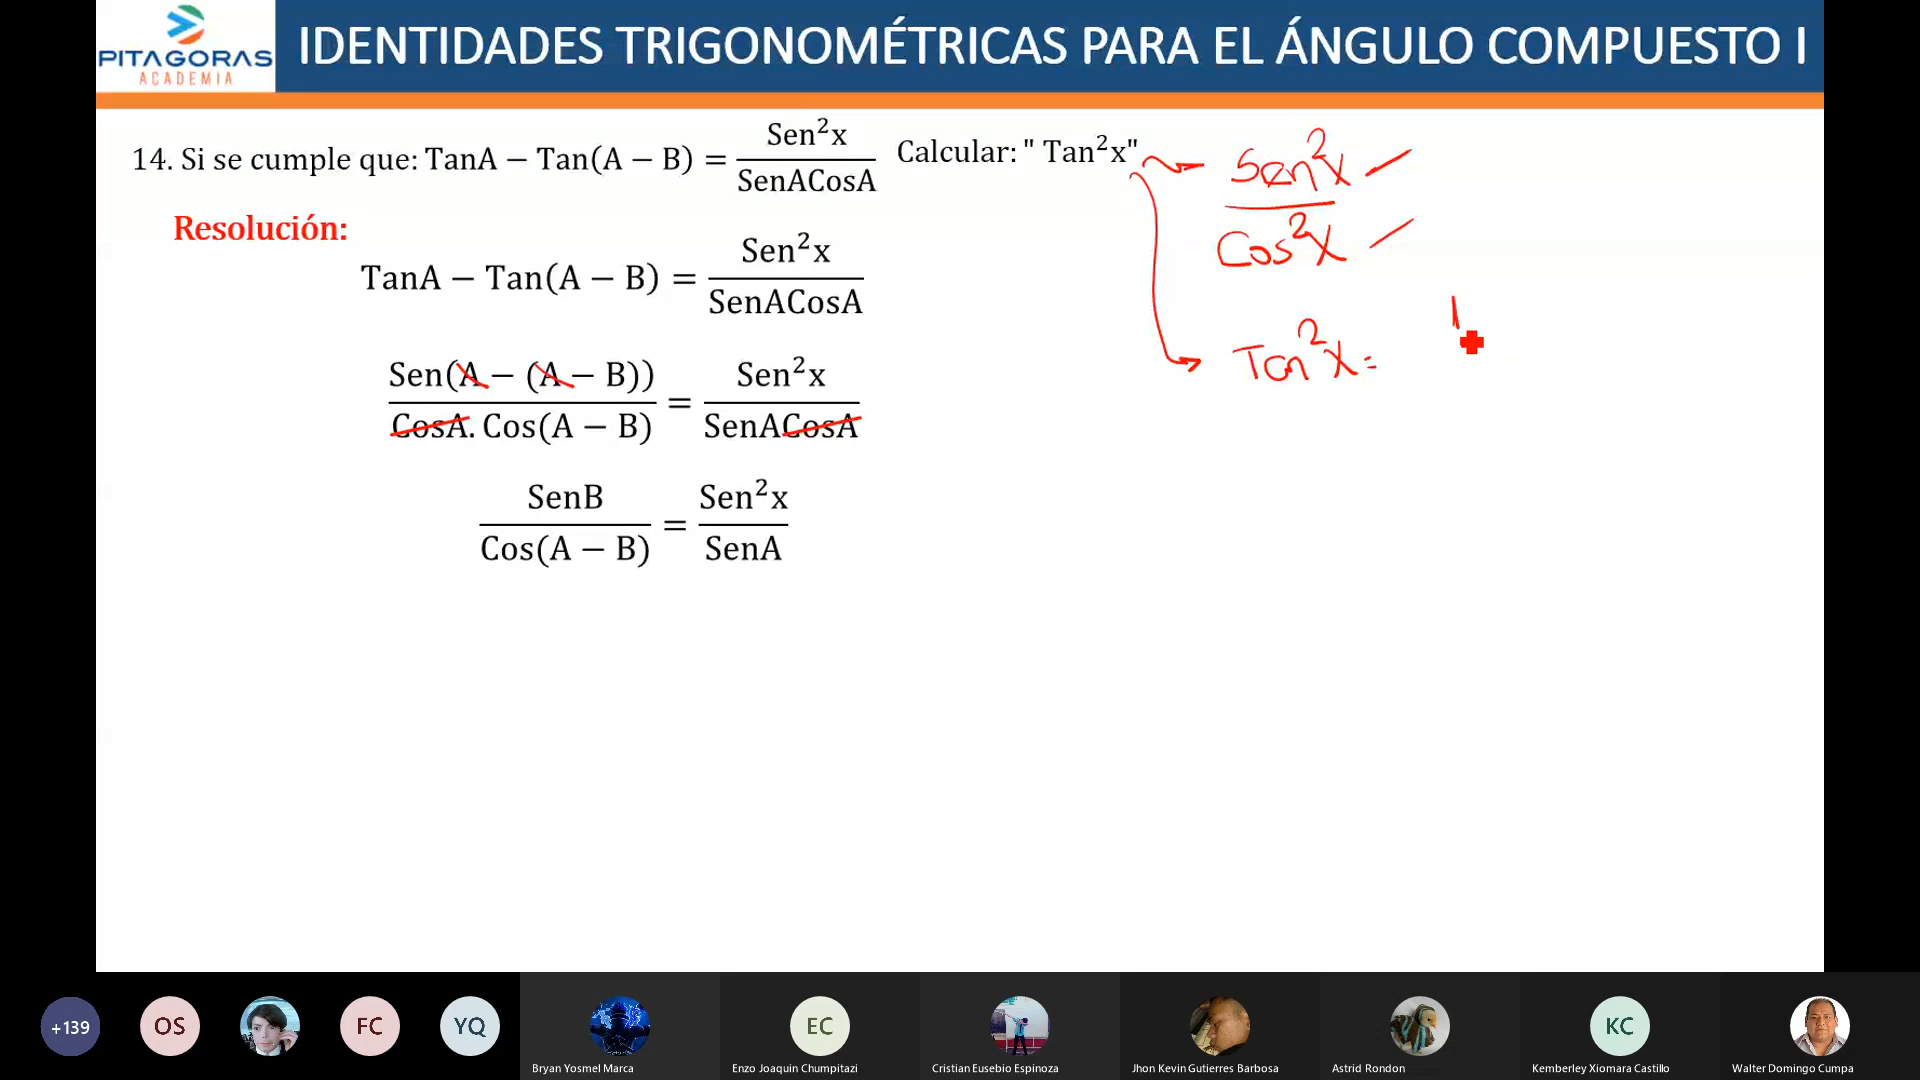 PITAGORAS
ACADEMIA
IDENTIDADES TRIGONOMÉTRICAS PARA EL ÁNGULO COMPUESTO I
14. Si se cumple que: TanA − Tan(A − B) = Sen²x / SenACosA Calcular: " Tan²x"
Resolución:
TanA − Tan(A − B) = Sen²x / SenACosA
Sen(A − (A − B)) / CosA. Cos(A − B) = Sen²x / SenACosA
SenB / Cos(A − B) = Sen²x / SenA
Sen²x
Cos²x
Tan²x =
+139
OS
FC
YQ
EC
KC
Bryan Yosmel Marca
Enzo Joaquin Chumpitazi
Cristian Eusebio Espinoza
Jhon Kevin Gutierres Barbosa
Astrid Rondon
Kemberley Xiomara Castillo
Walter Domingo Cumpa